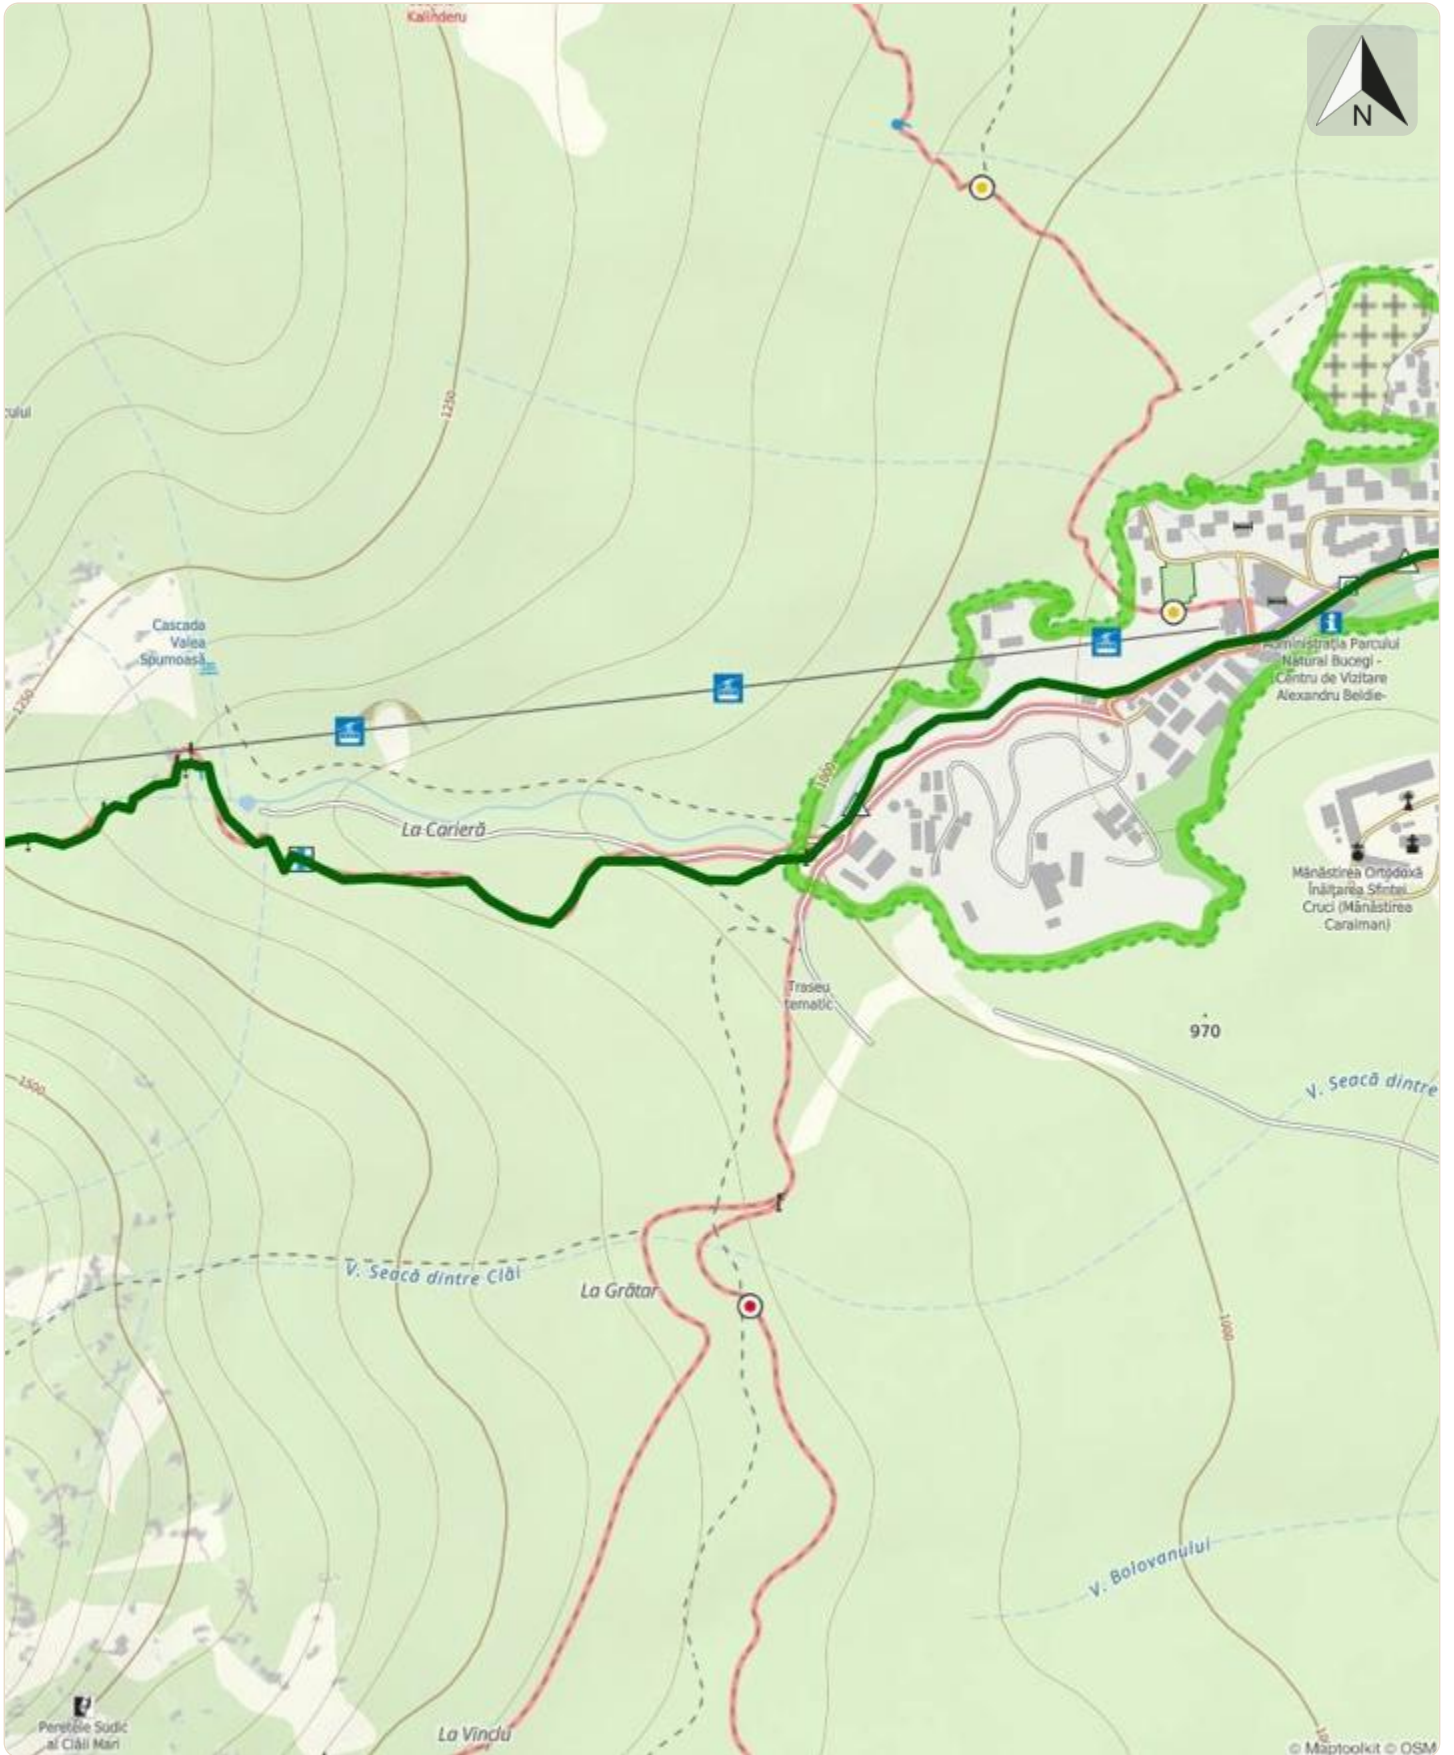 Kalinderu
N
1250
culul
Cascada
Valea
Spumoasă
1250
Administrația Parcului
Natural Bucegi -
Centru de Vizitare
Alexandru Beldie-
1000
La Carieră
Mănăstirea Ortodoxă
Înălțarea Sfintei
Cruci (Mănăstirea
Caraiman)
Traseu
tematic
970
1500
V. Seacă dintre
V. Seacă dintre Clăi
La Grătar
1000
V. Bolovanului
Peretele Sudic
al Clăii Mari
La Vinclu
© Maptoolkit © OSM